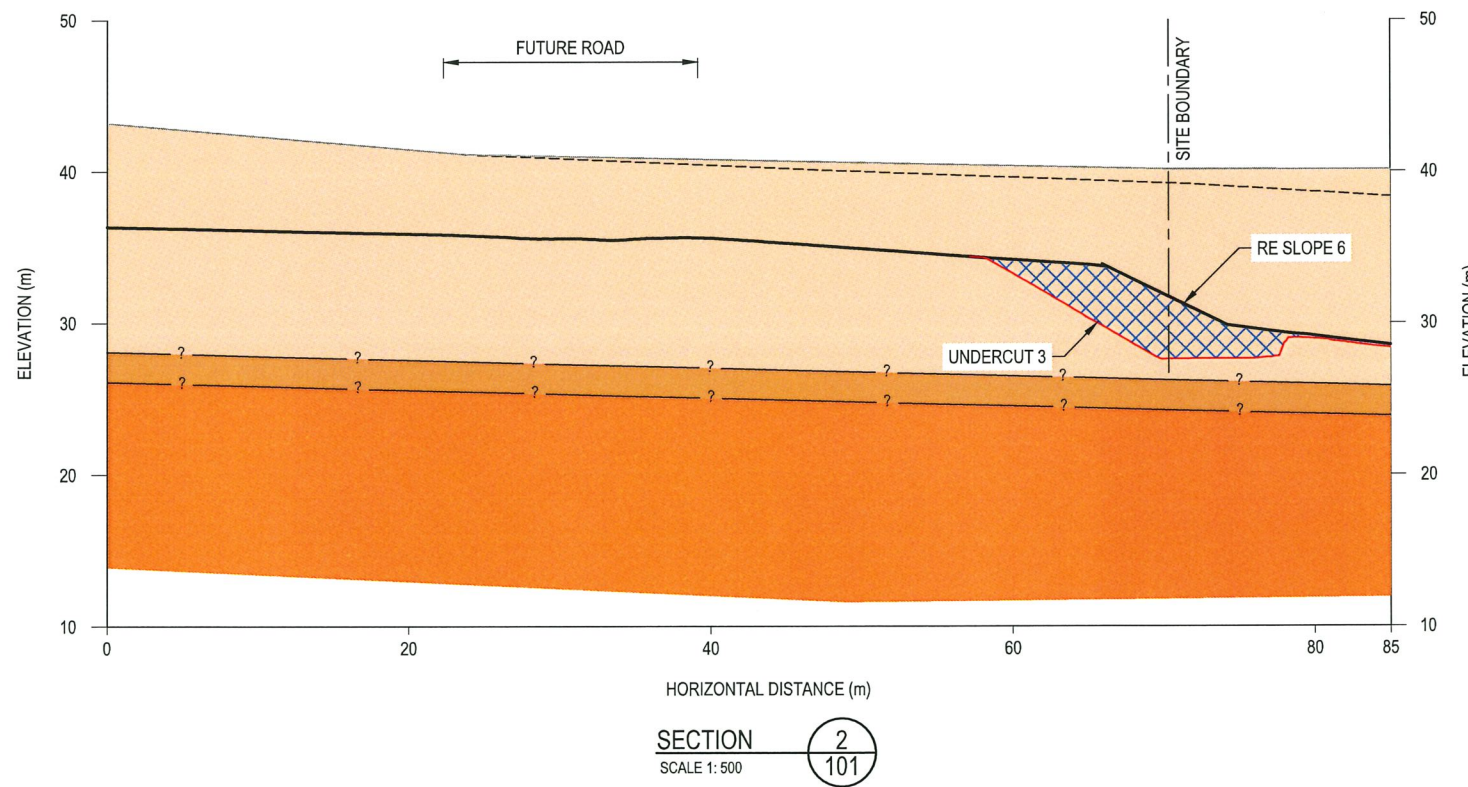 50
50
FUTURE ROAD
SITE BOUNDARY
40
40
RE SLOPE 6
ELEVATION (m)
ELEVATION (m)
30
30
UNDERCUT 3
? ? ? ? ? ? ?
? ? ? ? ? ? ?
20
20
10
10
0 20 40 60 80 85
HORIZONTAL DISTANCE (m)
SECTION 2
SCALE 1: 500 101